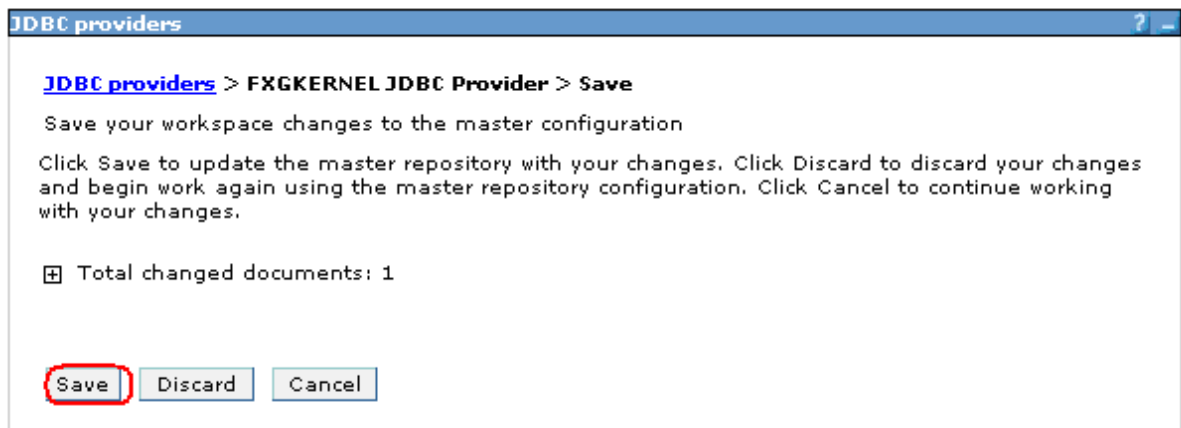 JDBC providers ? _
JDBC providers > FXGKERNEL JDBC Provider > Save
Save your workspace changes to the master configuration
Click Save to update the master repository with your changes. Click Discard to discard your changes
and begin work again using the master repository configuration. Click Cancel to continue working
with your changes.
+ Total changed documents: 1
Save Discard Cancel